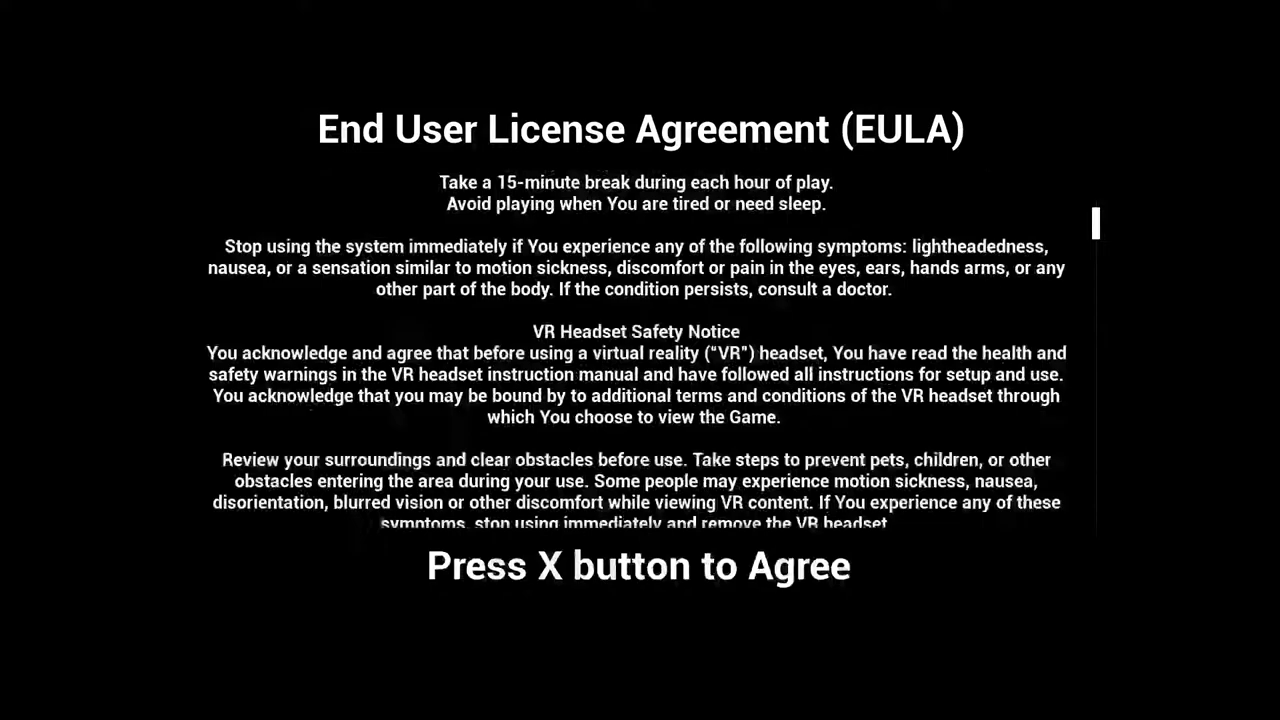 End User License Agreement (EULA)
Take a 15-minute break during each hour of play.
Avoid playing when You are tired or need sleep.
Stop using the system immediately if You experience any of the following symptoms: lightheadedness,
nausea, or a sensation similar to motion sickness, discomfort or pain in the eyes, ears, hands arms, or any
other part of the body. If the condition persists, consult a doctor.
VR Headset Safety Notice
You acknowledge and agree that before using a virtual reality (“VR”) headset, You have read the health and
safety warnings in the VR headset instruction manual and have followed all instructions for setup and use.
You acknowledge that you may be bound by to additional terms and conditions of the VR headset through
which You choose to view the Game.
Review your surroundings and clear obstacles before use. Take steps to prevent pets, children, or other
obstacles entering the area during your use. Some people may experience motion sickness, nausea,
disorientation, blurred vision or other discomfort while viewing VR content. If You experience any of these
symptoms, stop using immediately and remove the VR headset
Press X button to Agree